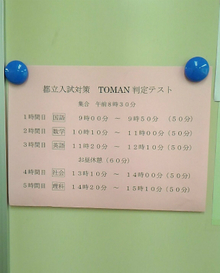 都立入試対策 TOMAN 判定テスト
集合 午前8時30分
1時間目 国語 9時00分 ～ 9時50分 (50分)
2時間目 数学 10時10分 ～ 11時00分 (50分)
3時間目 英語 11時20分 ～ 12時10分 (50分)
お昼休憩 (60分)
4時間目 社会 13時10分 ～ 14時00分 (50分)
5時間目 理科 14時20分 ～ 15時10分 (50分)